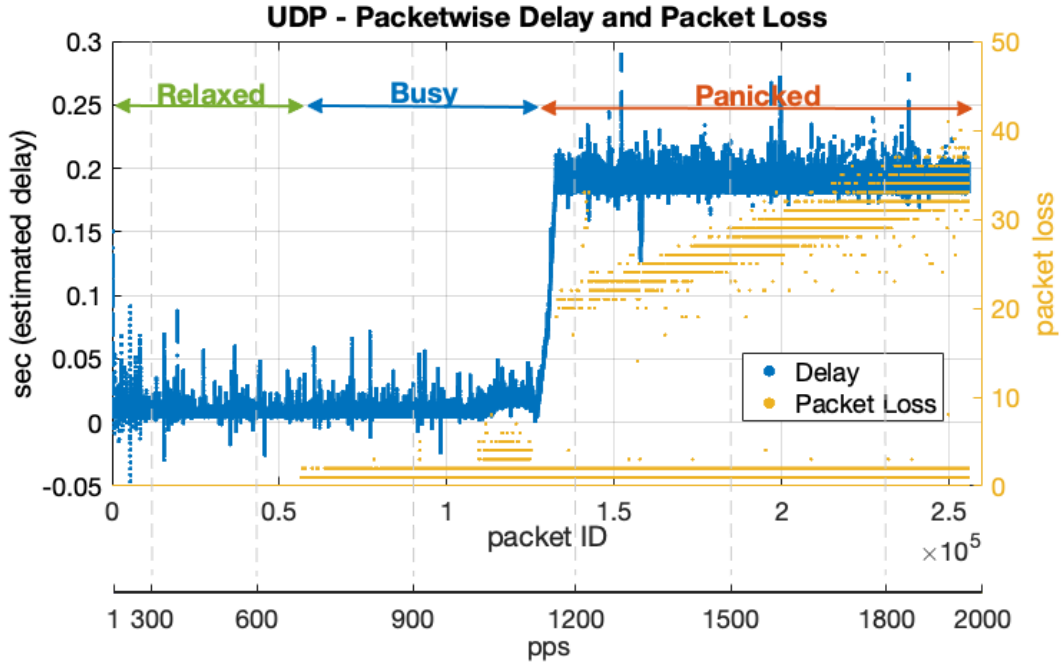 UDP - Packetwise Delay and Packet Loss
Relaxed
Busy
Panicked
sec (estimated delay)
0.3
0.25
0.2
0.15
0.1
0.05
0
-0.05
50
40
30
20
10
0
packet loss
Delay
Packet Loss
0 0.5 1 1.5 2 2.5
packet ID
×10⁵
1 300 600 900 1200 1500 1800 2000
pps